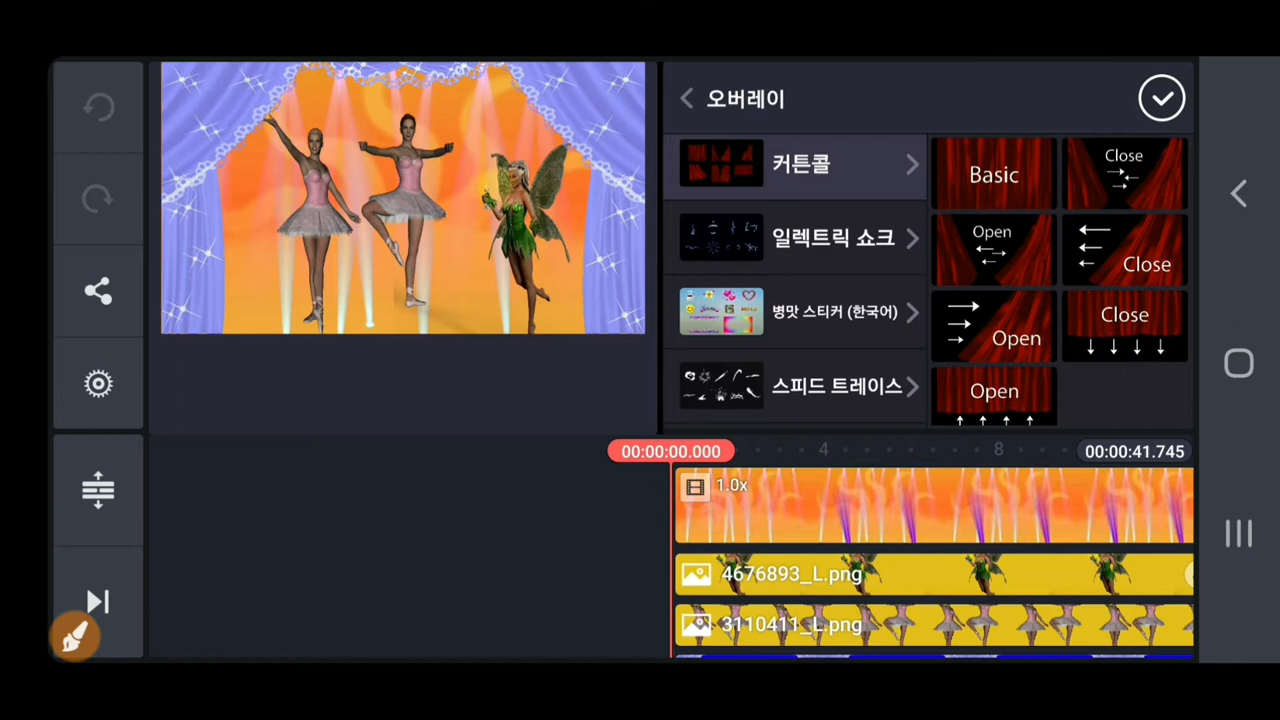 오버레이
커튼콜
일렉트릭 쇼크
병맛 스티커 (한국어)
스피드 트레이스
Basic
Close
Open
Close
Open
Close
Open
00:00:00.000
4
8
00:00:41.745
1.0x
4676893_L.png
3110411_L.png